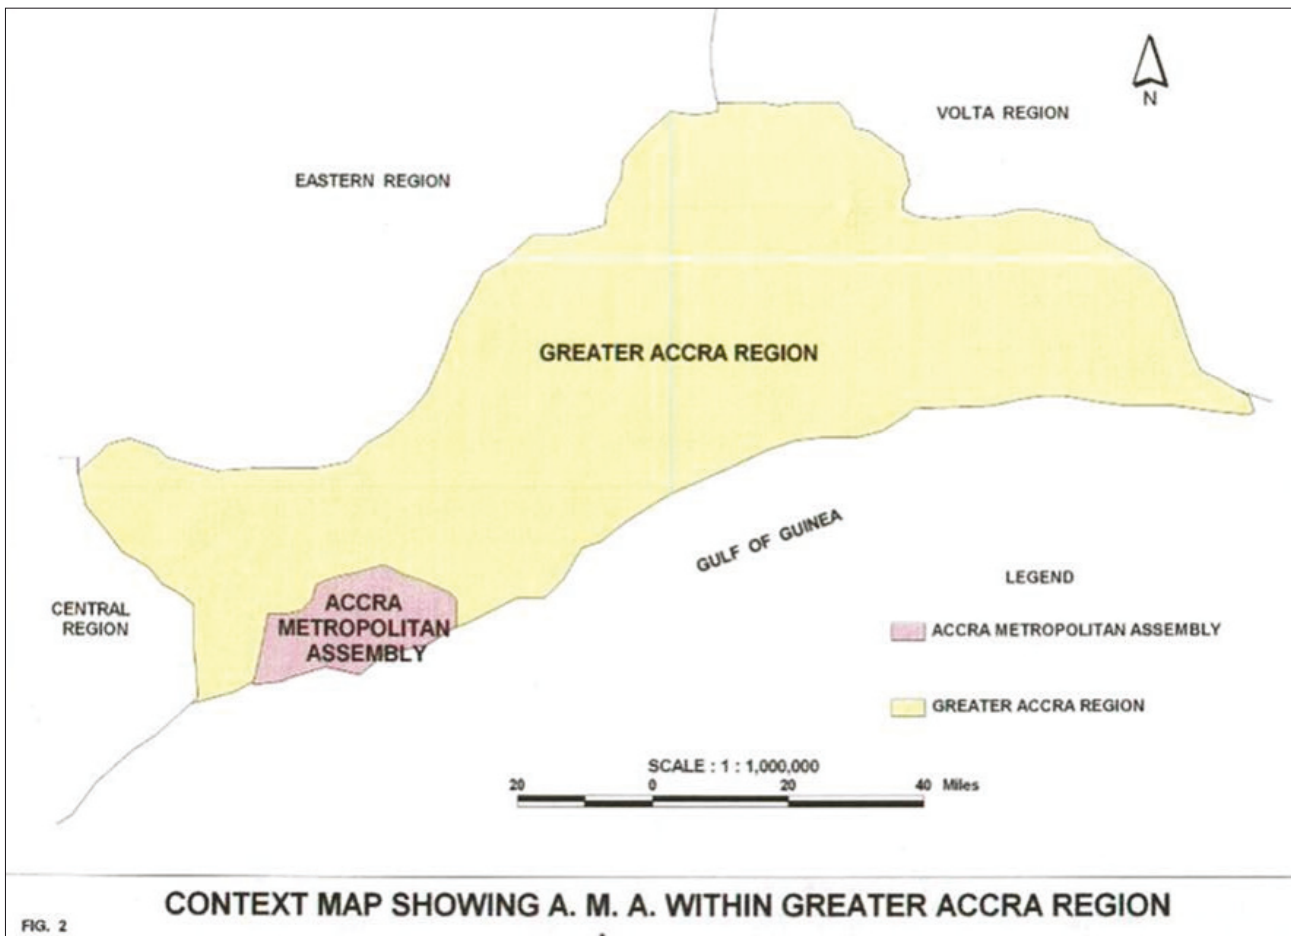 N
VOLTA REGION
EASTERN REGION
GREATER ACCRA REGION
GULF OF GUINEA
CENTRAL
REGION
ACCRA
METROPOLITAN
ASSEMBLY
LEGEND
ACCRA METROPOLITAN ASSEMBLY
GREATER ACCRA REGION
SCALE : 1 : 1,000,000
20 0 20 40 Miles
CONTEXT MAP SHOWING A. M. A. WITHIN GREATER ACCRA REGION
FIG. 2